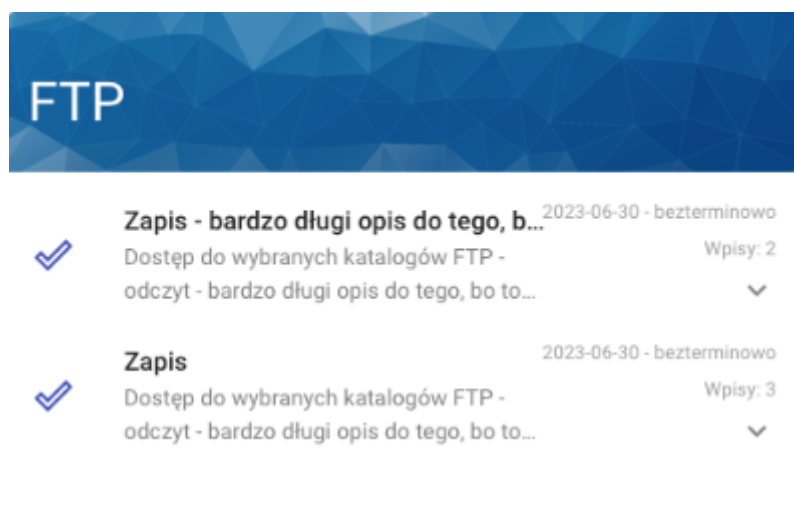 FTP
Zapis - bardzo długi opis do tego, b...
2023-06-30 - bezterminowo
Dostęp do wybranych katalogów FTP -
Wpisy: 2
odczyt - bardzo długi opis do tego, bo to...
Zapis
2023-06-30 - bezterminowo
Dostęp do wybranych katalogów FTP -
Wpisy: 3
odczyt - bardzo długi opis do tego, bo to...